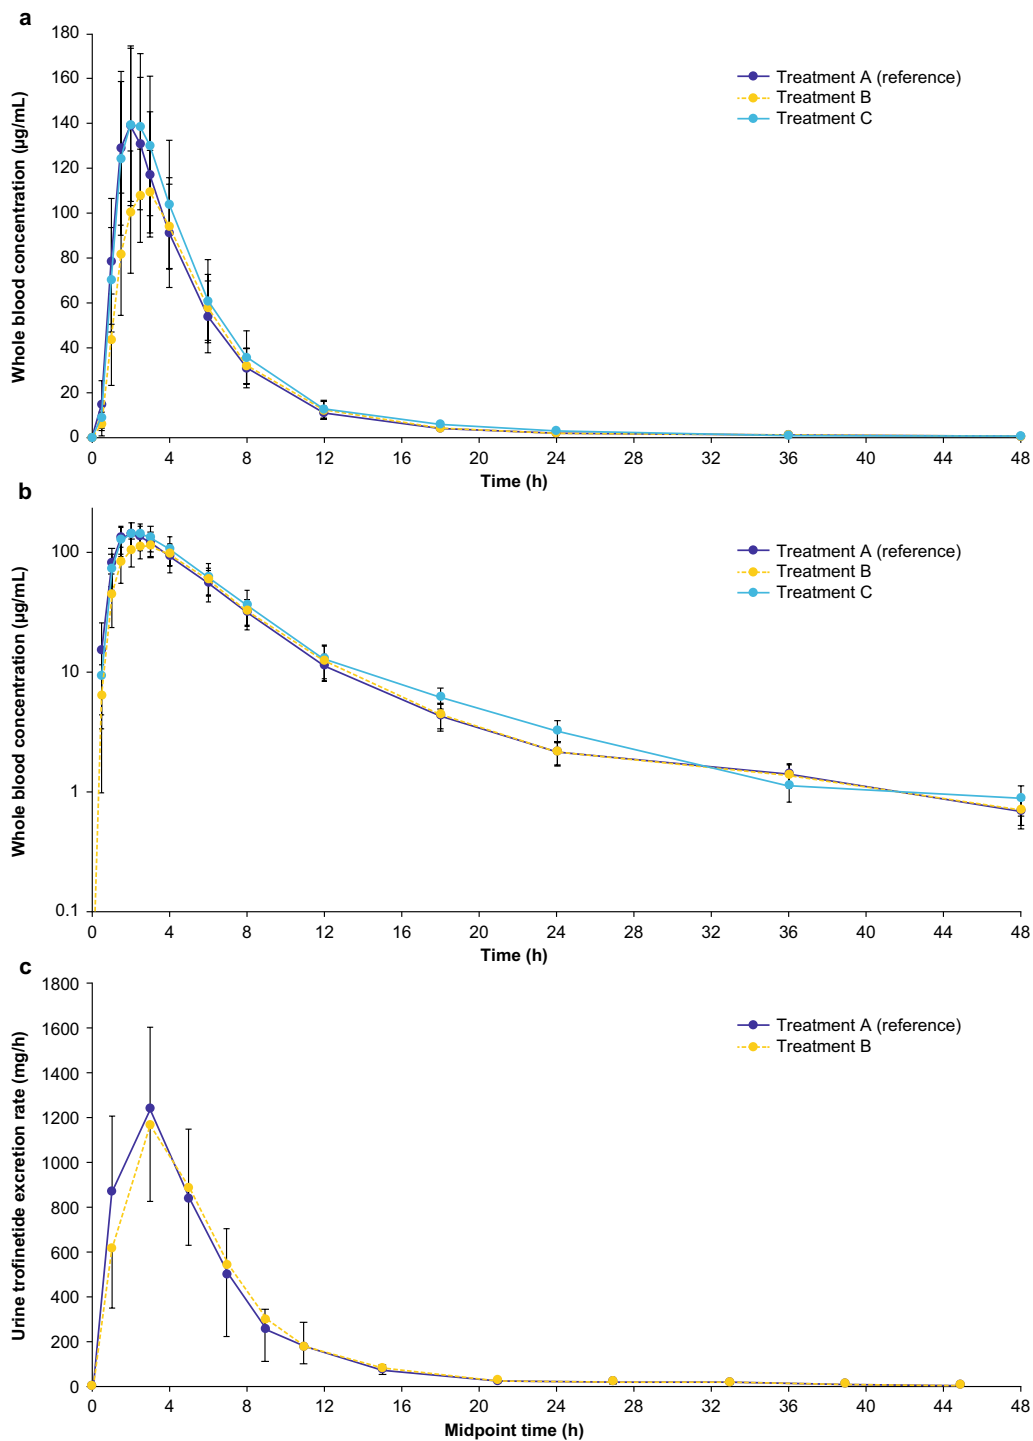 a
Whole blood concentration (µg/mL)
180
160
140
120
100
80
60
40
20
0
0 4 8 12 16 20 24 28 32 36 40 44 48
Time (h)
Treatment A (reference)
Treatment B
Treatment C
b
Whole blood concentration (µg/mL)
100
10
1
0.1
0 4 8 12 16 20 24 28 32 36 40 44 48
Time (h)
Treatment A (reference)
Treatment B
Treatment C
c
Urine trofinetide excretion rate (mg/h)
1800
1600
1400
1200
1000
800
600
400
200
0
0 4 8 12 16 20 24 28 32 36 40 44 48
Midpoint time (h)
Treatment A (reference)
Treatment B